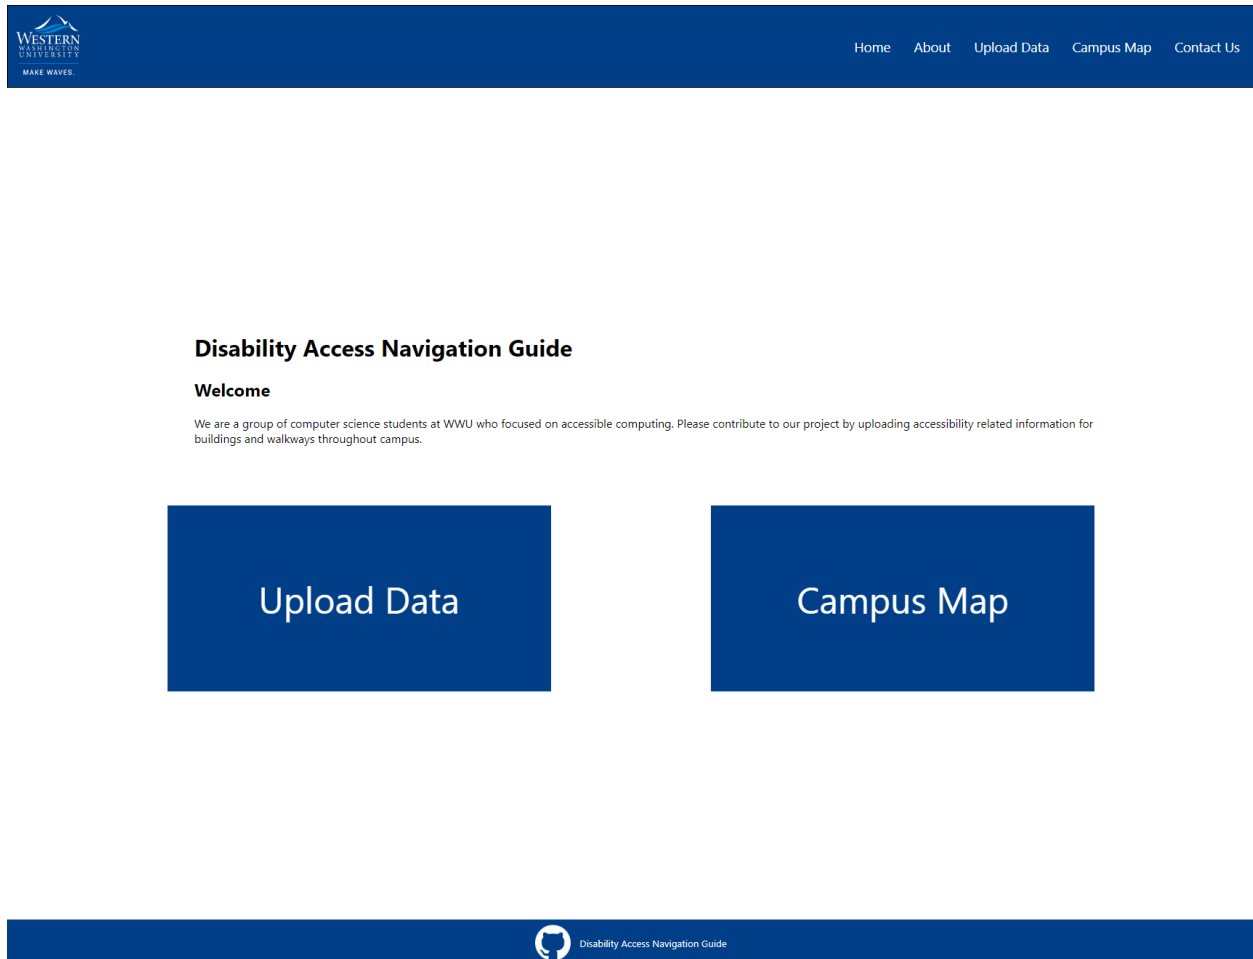 WESTERN
WASHINGTON
UNIVERSITY
MAKE WAVES.
Home About Upload Data Campus Map Contact Us
Disability Access Navigation Guide
Welcome
We are a group of computer science students at WWU who focused on accessible computing. Please contribute to our project by uploading accessibility related information for
buildings and walkways throughout campus.
Upload Data
Campus Map
Disability Access Navigation Guide